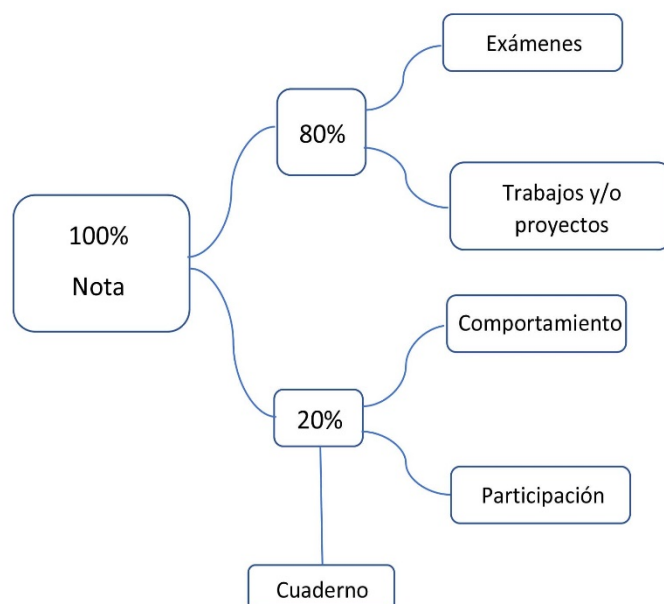 Exámenes
80%
Trabajos y/o
proyectos
100%
Nota
Comportamiento
20%
Participación
Cuaderno